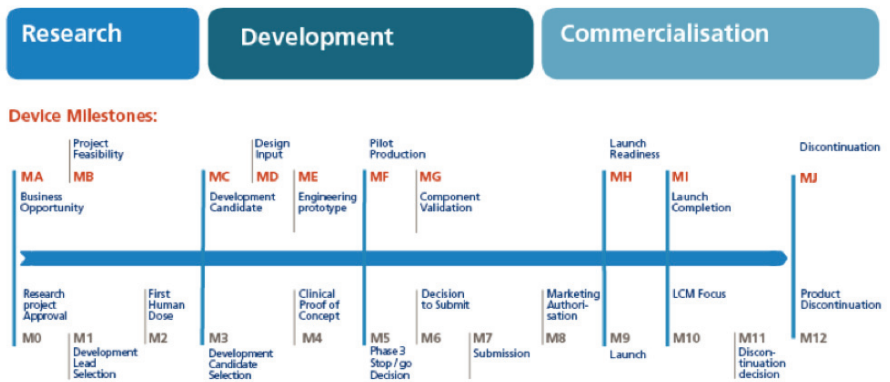 Research
Development
Commercialisation
Device Milestones:
Project
Feasibility
Design
Input
Pilot
Production
Launch
Readiness
Discontinuation
MA
MB
MC
MD
ME
MF
MG
MH
MI
MJ
Business
Opportunity
Development
Candidate
Engineering
prototype
Component
Validation
Launch
Completion
Research
project
Approval
First
Human
Dose
Clinical
Proof of
Concept
Decision
to Submit
Marketing
Authori-
sation
LCM Focus
Product
Discontinuation
M0
M1
M2
M3
M4
M5
M6
M7
M8
M9
M10
M11
M12
Development
Lead
Selection
Development
Candidate
Selection
Phase 3
Stop / go
Decision
Submission
Launch
Discon-
tinuation
decision